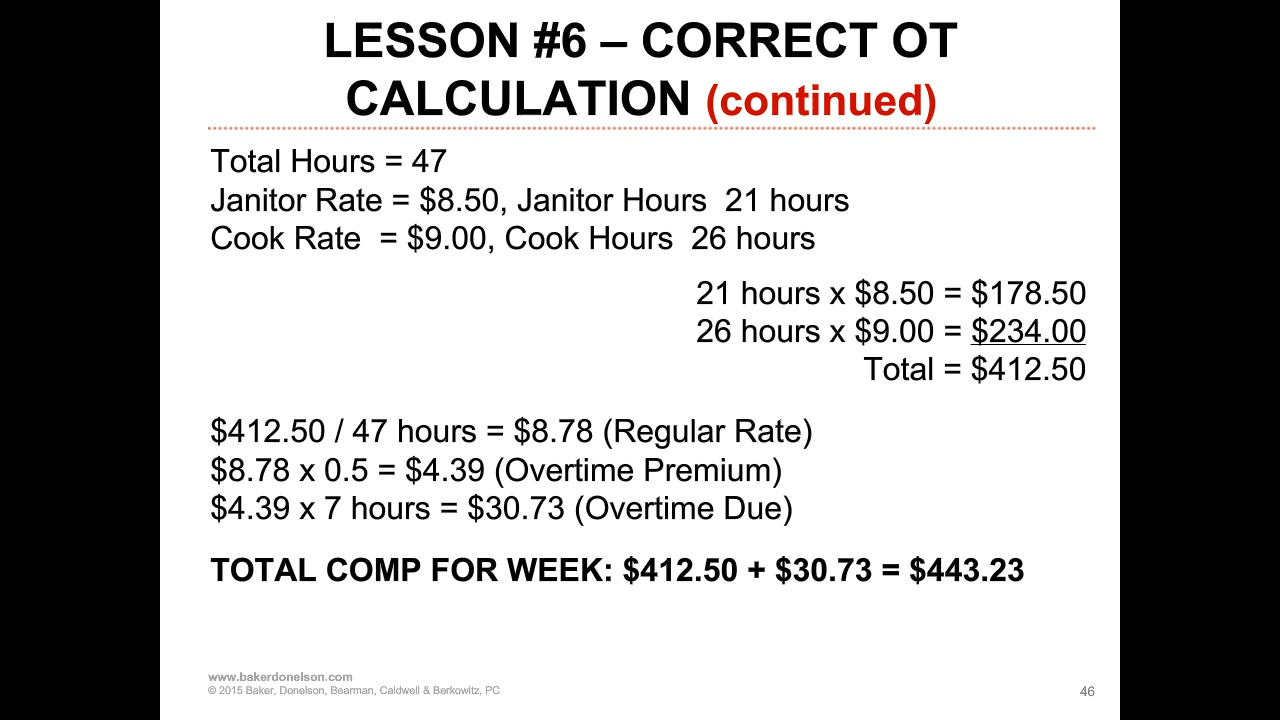 LESSON #6 – CORRECT OT
CALCULATION (continued)
Total Hours = 47
Janitor Rate = $8.50, Janitor Hours  21 hours
Cook Rate  = $9.00, Cook Hours  26 hours
21 hours x $8.50 = $178.50
26 hours x $9.00 = $234.00
Total = $412.50
$412.50 / 47 hours = $8.78 (Regular Rate)
$8.78 x 0.5 = $4.39 (Overtime Premium)
$4.39 x 7 hours = $30.73 (Overtime Due)
TOTAL COMP FOR WEEK: $412.50 + $30.73 = $443.23
www.bakerdonelson.com
© 2015 Baker, Donelson, Bearman, Caldwell & Berkowitz, PC
46